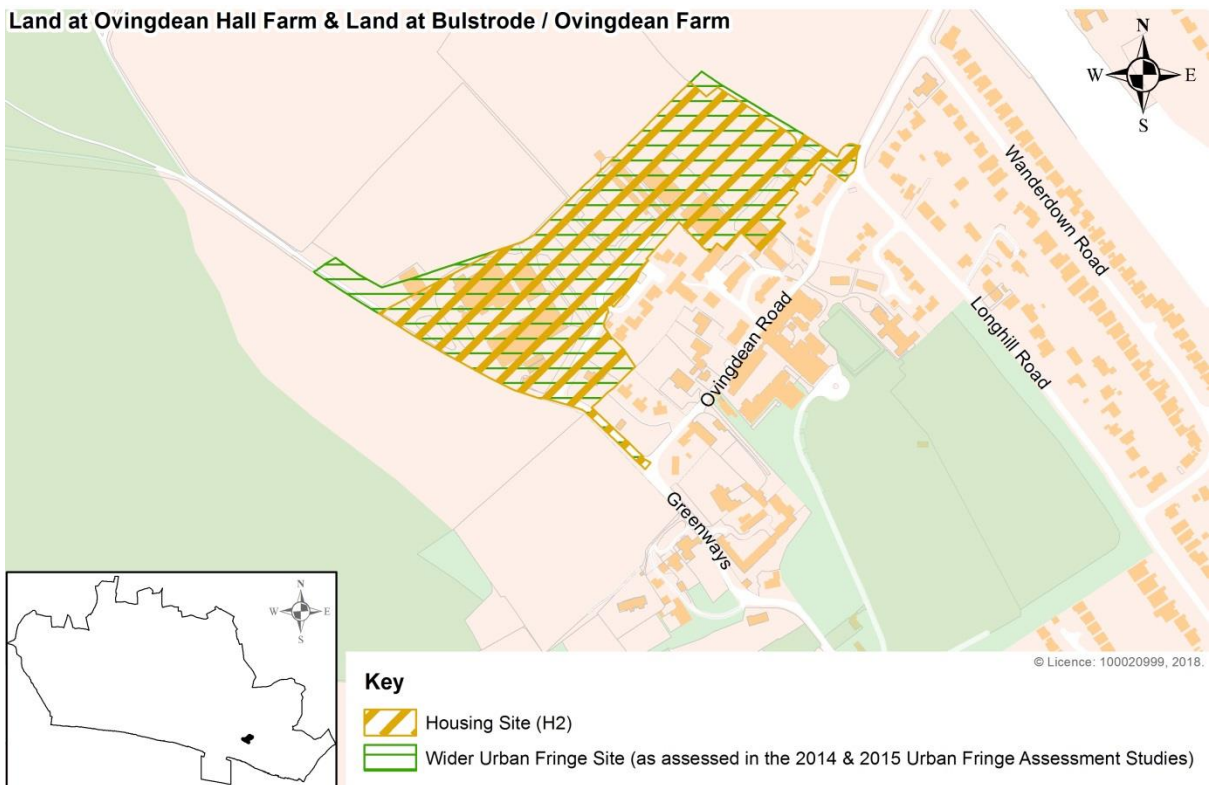 Land at Ovingdean Hall Farm & Land at Bulstrode / Ovingdean Farm
N
W E
S
Wanderdown Road
Longhill Road
Ovingdean Road
Greenways
N
W E
S
© Licence: 100020999, 2018.
Key
Housing Site (H2)
Wider Urban Fringe Site (as assessed in the 2014 & 2015 Urban Fringe Assessment Studies)